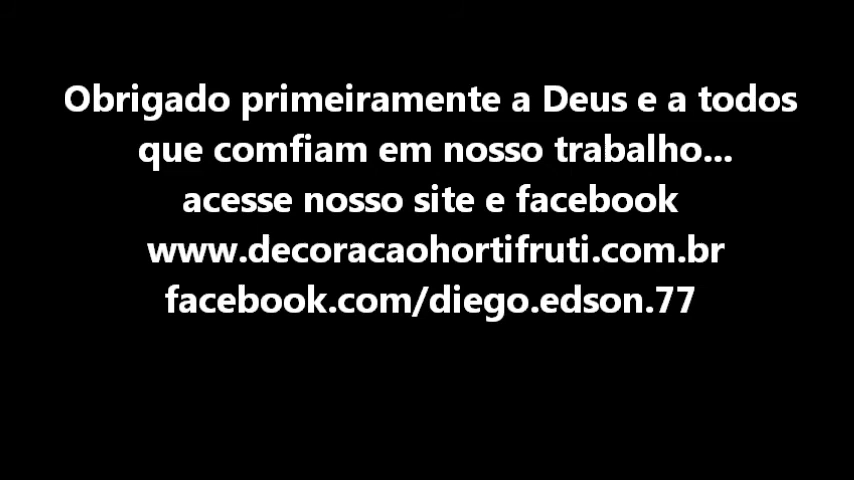 Obrigado primeiramente a Deus e a todos
que comfiam em nosso trabalho...
acesse nosso site e facebook
www.decoracaohortifruti.com.br
facebook.com/diego.edson.77